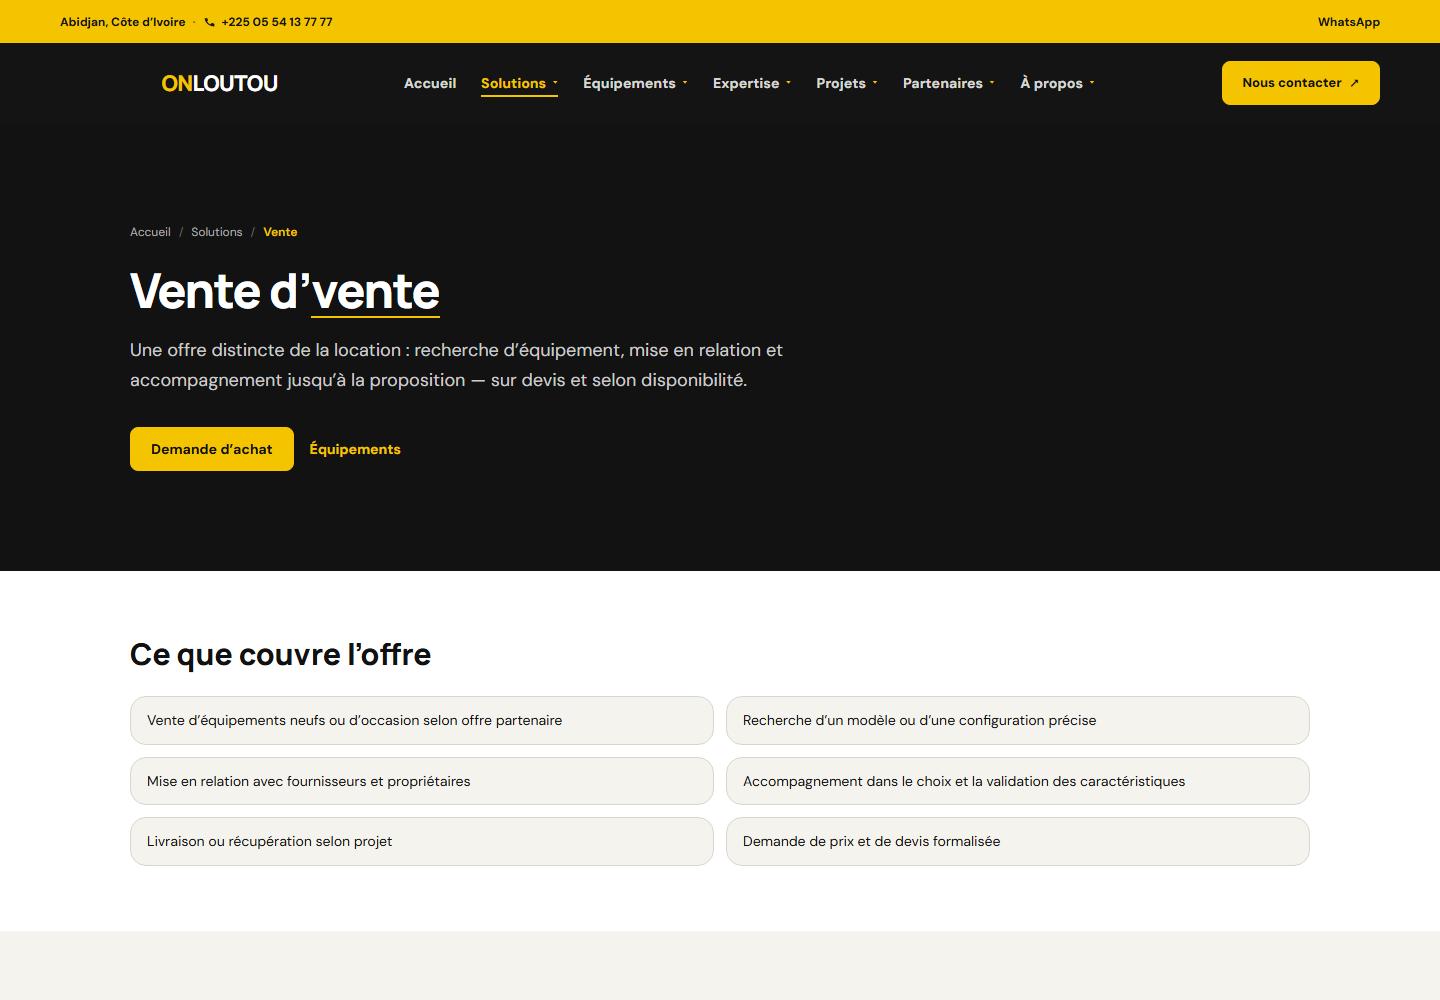 Abidjan, Côte d’Ivoire · +225 05 54 13 77 77
WhatsApp
ONLOUTOU
Accueil
Solutions
Équipements
Expertise
Projets
Partenaires
À propos
Nous contacter ↗
Accueil / Solutions / Vente
Vente d’vente
Une offre distincte de la location : recherche d’équipement, mise en relation et
accompagnement jusqu’à la proposition — sur devis et selon disponibilité.
Demande d’achat
Équipements
Ce que couvre l’offre
Vente d’équipements neufs ou d’occasion selon offre partenaire
Recherche d’un modèle ou d’une configuration précise
Mise en relation avec fournisseurs et propriétaires
Accompagnement dans le choix et la validation des caractéristiques
Livraison ou récupération selon projet
Demande de prix et de devis formalisée